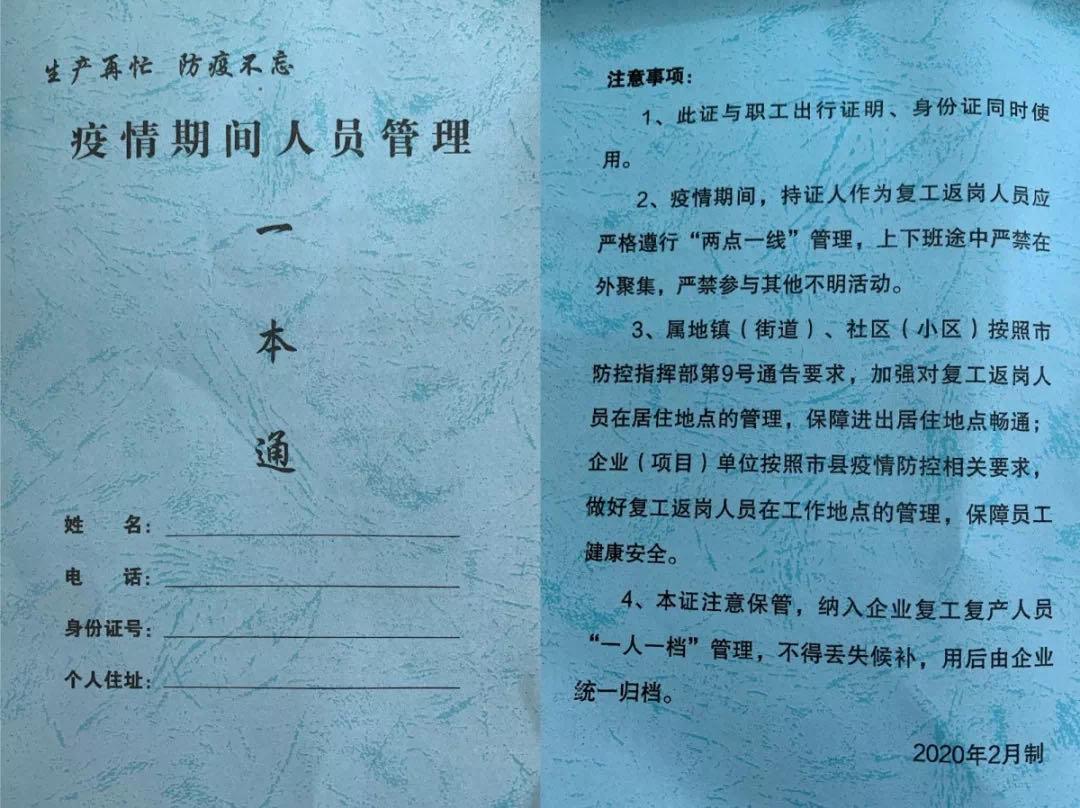 生产再忙 防疫不忘
疫情期间人员管理
一
本
通
姓 名：
电 话：
身份证号：
个人住址：
注意事项：
1、此证与职工出行证明、身份证同时使
用。
2、疫情期间，持证人作为复工返岗人员应
严格遵行“两点一线”管理，上下班途中严禁在
外聚集，严禁参与其他不明活动。
3、属地镇（街道）、社区（小区）按照市
防控指挥部第9号通告要求，加强对复工返岗人
员在居住地点的管理，保障进出居住地点畅通；
企业（项目）单位按照市县疫情防控相关要求，
做好复工返岗人员在工作地点的管理，保障员工
健康安全。
4、本证注意保管，纳入企业复工复产人员
“一人一档”管理，不得丢失候补，用后由企业
统一归档。
2020年2月制